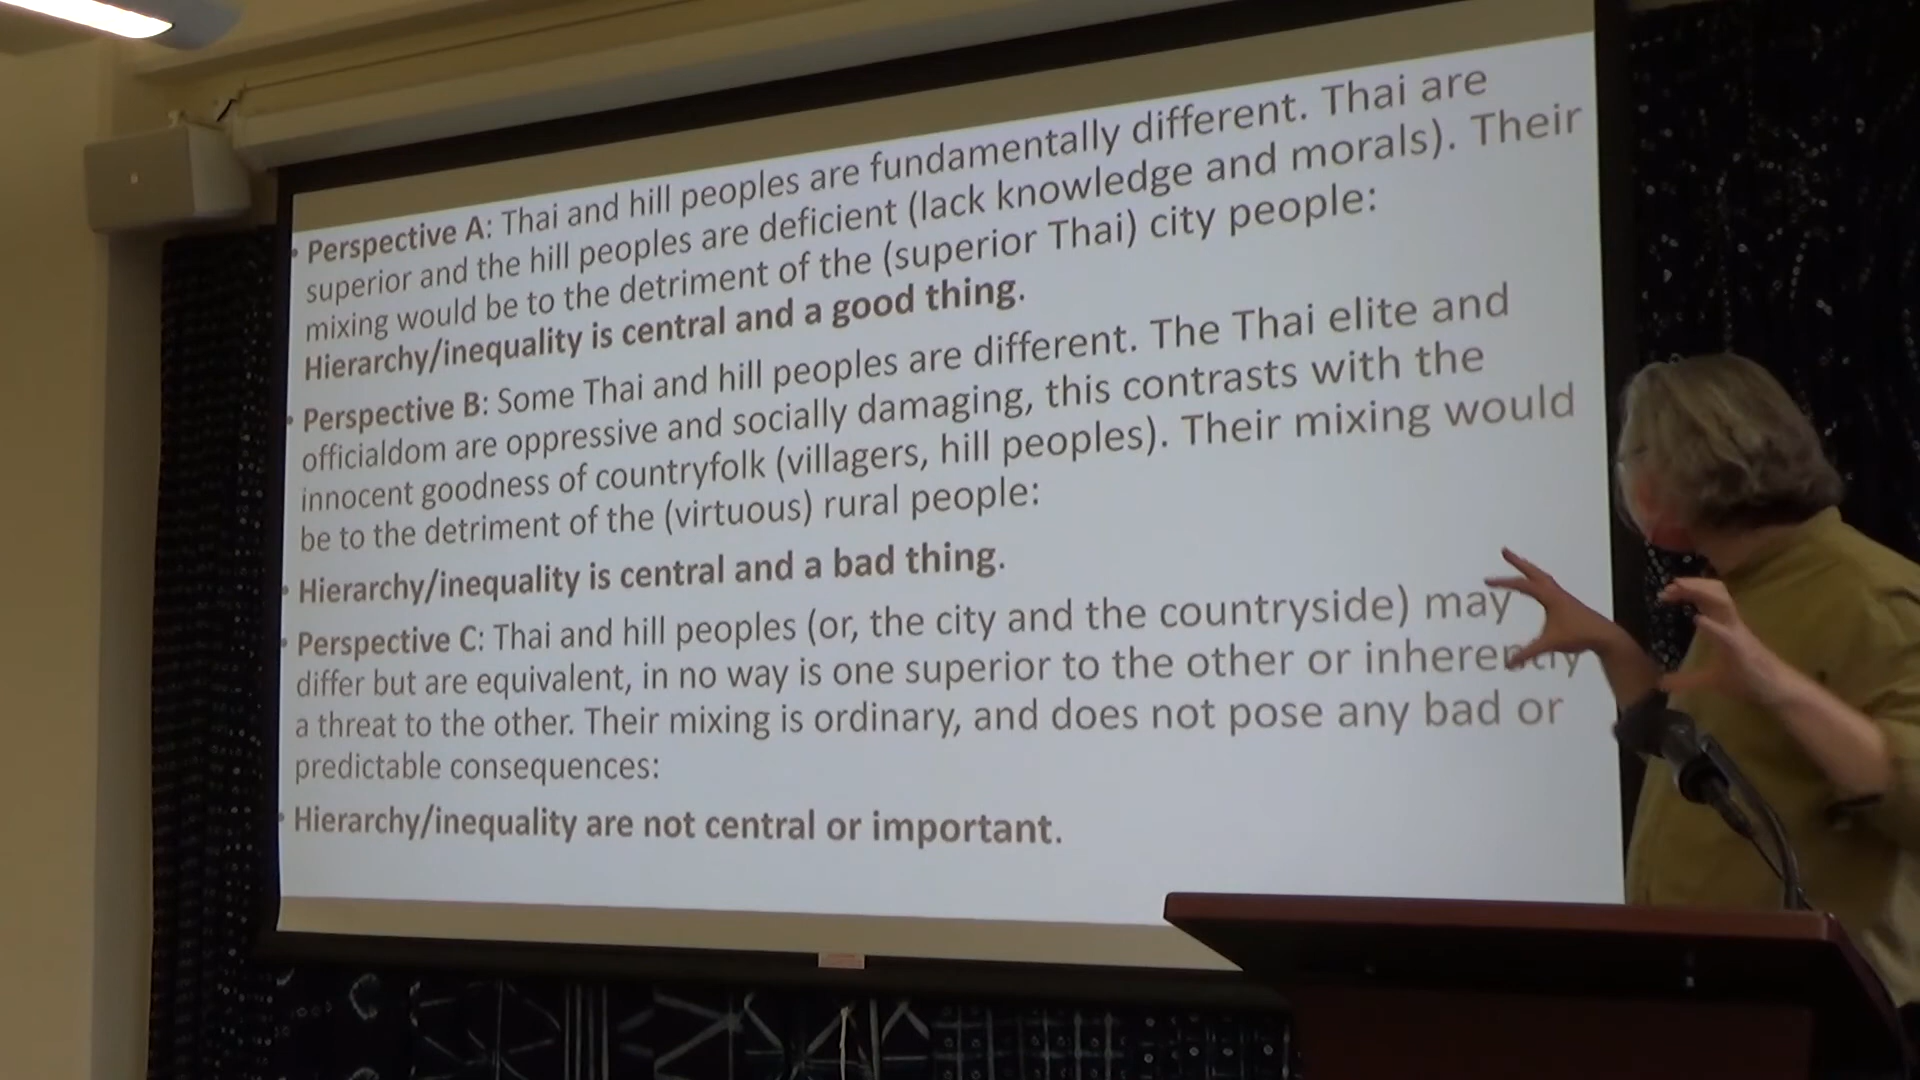 • Perspective A: Thai and hill peoples are fundamentally different. Thai are
superior and the hill peoples are deficient (lack knowledge and morals). Their
mixing would be to the detriment of the (superior Thai) city people:
Hierarchy/inequality is central and a good thing.
• Perspective B: Some Thai and hill peoples are different. The Thai elite and
officialdom are oppressive and socially damaging, this contrasts with the
innocent goodness of countryfolk (villagers, hill peoples). Their mixing would
be to the detriment of the (virtuous) rural people:
• Hierarchy/inequality is central and a bad thing.
• Perspective C: Thai and hill peoples (or, the city and the countryside) may
differ but are equivalent, in no way is one superior to the other or inherently
a threat to the other. Their mixing is ordinary, and does not pose any bad or
predictable consequences:
• Hierarchy/inequality are not central or important.